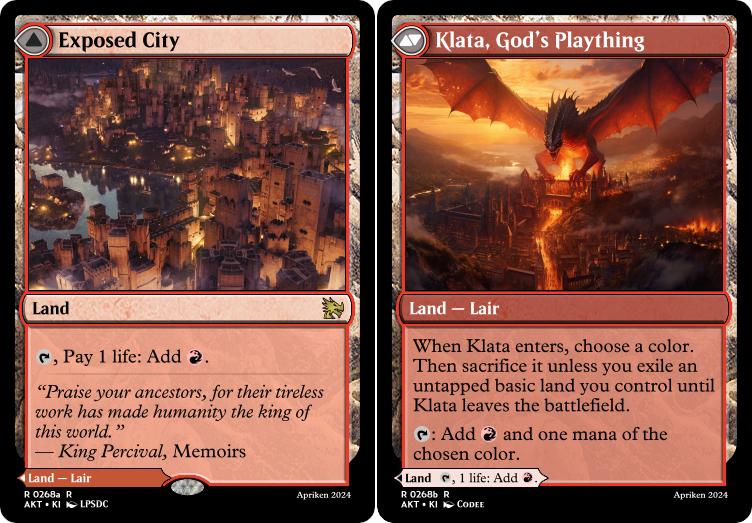 Exposed City
Land
, Pay 1 life: Add .
“Praise your ancestors, for their tireless
work has made humanity the king of
this world.”
— King Percival, Memoirs
Land — Lair
R 0268a R
AKT • KI LPSDC
Apriken 2024
Klata, God's Plaything
Land — Lair
When Klata enters, choose a color.
Then sacrifice it unless you exile an
untapped basic land you control until
Klata leaves the battlefield.
: Add and one mana of the
chosen color.
Land , 1 life: Add .
R 0268b R
AKT • KI CODEE
Apriken 2024